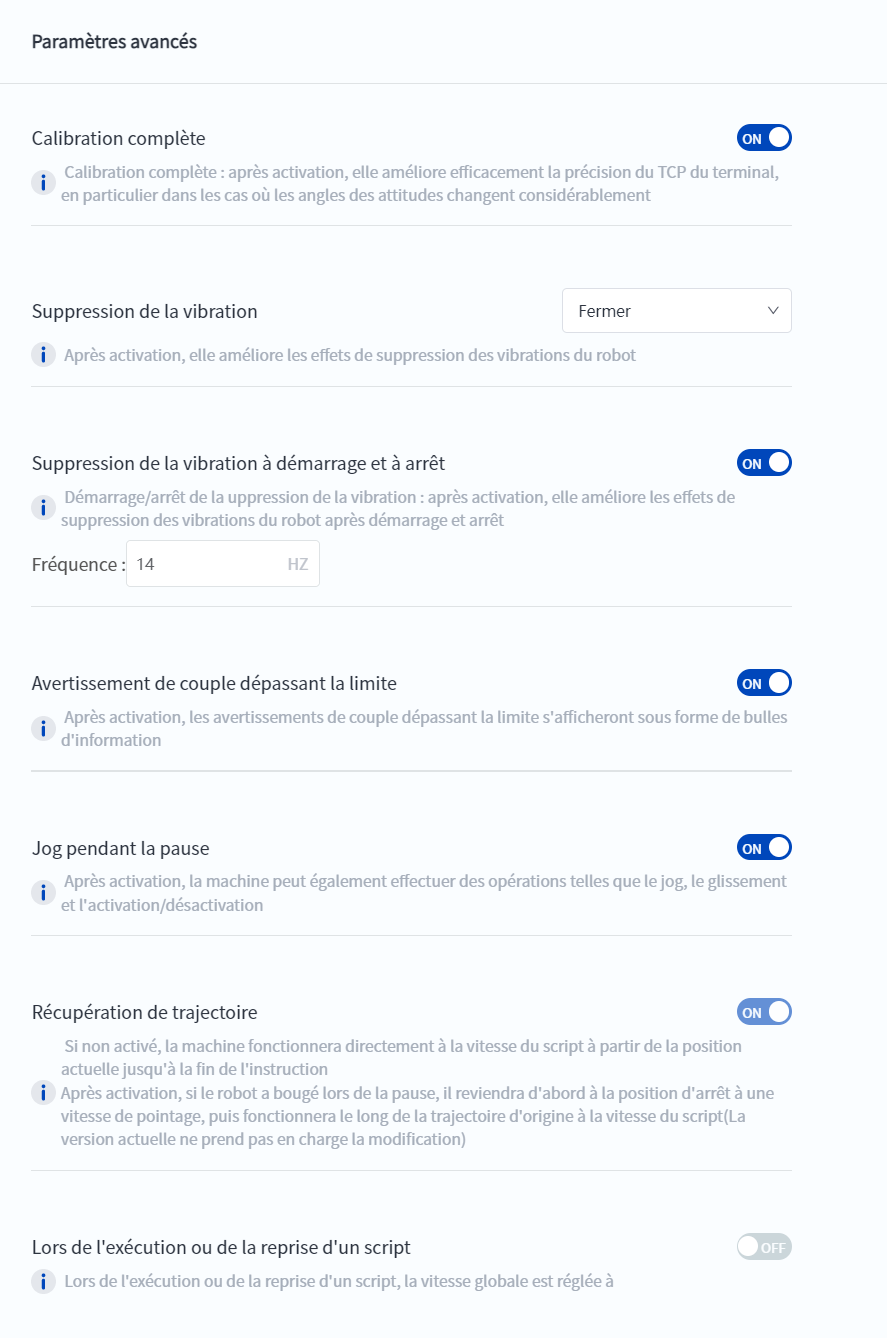 Paramètres avancés
Calibration complète
ON
Calibration complète : après activation, elle améliore efficacement la précision du TCP du terminal,
en particulier dans les cas où les angles des attitudes changent considérablement
Suppression de la vibration
Fermer
Après activation, elle améliore les effets de suppression des vibrations du robot
Suppression de la vibration à démarrage et à arrêt
ON
Démarrage/arrêt de la uppression de la vibration : après activation, elle améliore les effets de
suppression des vibrations du robot après démarrage et arrêt
Fréquence : 14 HZ
Avertissement de couple dépassant la limite
ON
Après activation, les avertissements de couple dépassant la limite s'afficheront sous forme de bulles
d'information
Jog pendant la pause
ON
Après activation, la machine peut également effectuer des opérations telles que le jog, le glissement
et l'activation/désactivation
Récupération de trajectoire
ON
Si non activé, la machine fonctionnera directement à la vitesse du script à partir de la position
actuelle jusqu'à la fin de l'instruction
Après activation, si le robot a bougé lors de la pause, il reviendra d'abord à la position d'arrêt à une
vitesse de pointage, puis fonctionnera le long de la trajectoire d'origine à la vitesse du script(La
version actuelle ne prend pas en charge la modification)
Lors de l'exécution ou de la reprise d'un script
OFF
Lors de l'exécution ou de la reprise d'un script, la vitesse globale est réglée à